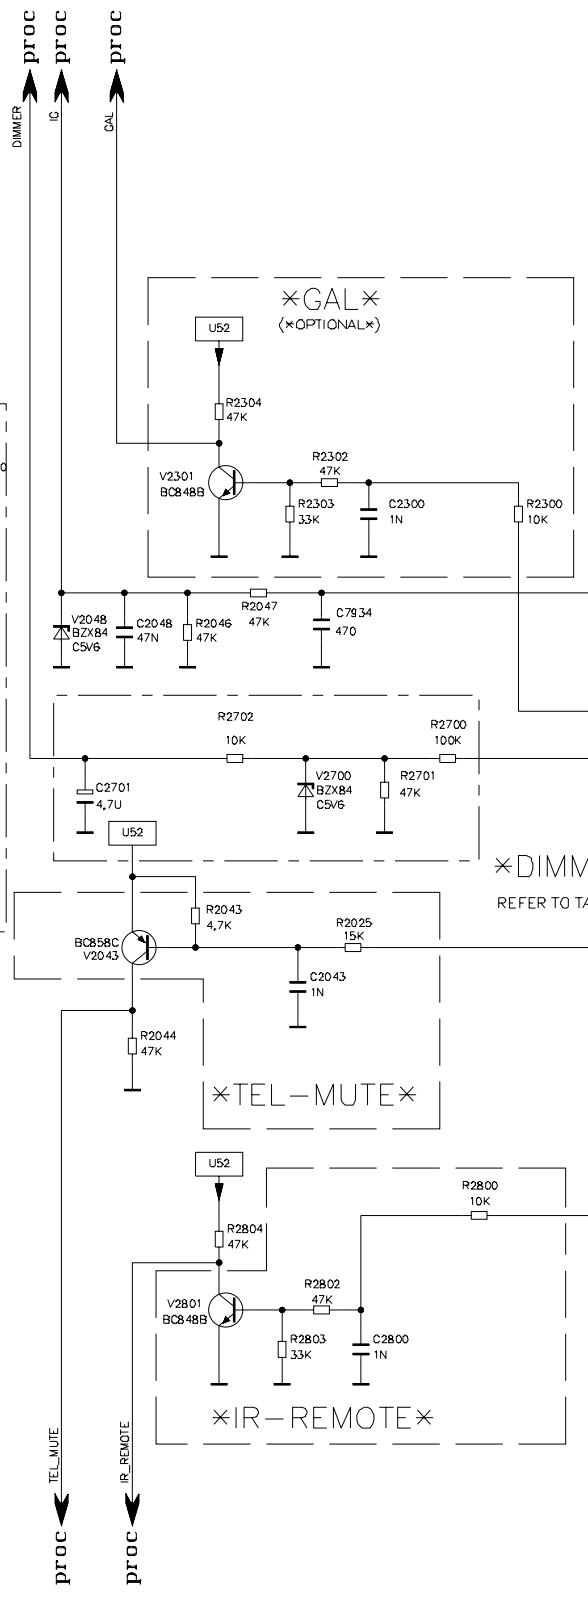 proc
proc
proc
DIMMER
IG
GAL
*GAL*
(*OPTIONAL*)
U52
R2304
47K
V2301
BC848B
R2302
47K
R2303
33K
C2300
1N
R2300
10K
V2048
BZX84
C5V6
C2048
47N
R2046
47K
R2047
47K
C7934
470
R2702
10K
R2700
100K
C2701
4,7U
V2700
BZX84
C5V6
R2701
47K
U52
*DIMM
REFER TO TA
R2043
4,7K
BC858C
V2043
R2025
15K
C2043
1N
R2044
47K
*TEL-MUTE*
U52
R2800
10K
R2804
47K
V2801
BC848B
R2802
47K
R2803
33K
C2800
1N
*IR-REMOTE*
TEL_MUTE
IR_REMOTE
proc
proc